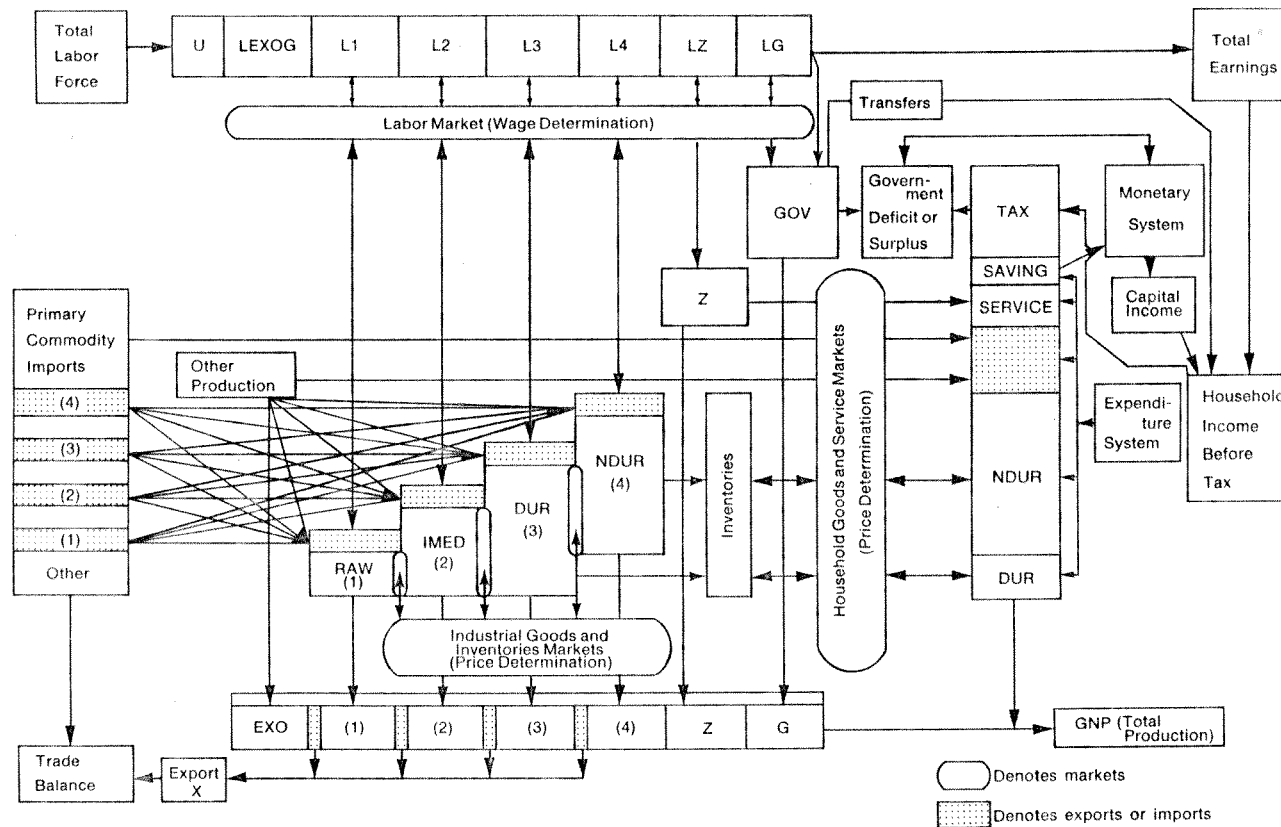 Total
Labor
Force
U
LEXOG
L1
L2
L3
L4
LZ
LG
Total
Earnings
Labor Market (Wage Determination)
Transfers
GOV
Govern-
ment
Deficit or
Surplus
TAX
Monetary
System
SAVING
SERVICE
NDUR
DUR
Capital
Income
Z
Household Goods and Service Markets
(Price Determination)
Primary
Commodity
Imports
(4)
(3)
(2)
(1)
Other
Other
Production
Expendi-
ture
System
Household
Income
Before
Tax
Inventories
NDUR
(4)
DUR
(3)
IMED
(2)
RAW
(1)
Industrial Goods and
Inventories Markets
(Price Determination)
EXO
(1)
(2)
(3)
(4)
Z
G
GNP (Total
Production)
Trade
Balance
Export
X
Denotes markets
Denotes exports or imports